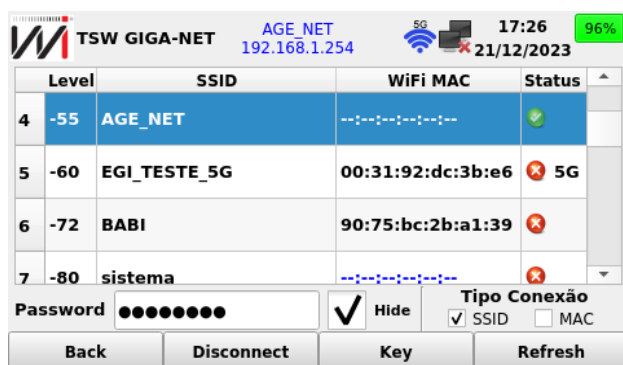 TSW GIGA-NET AGE_NET 5G 17:26 96%
192.168.1.254 21/12/2023
Level SSID WiFi MAC Status
4 -55 AGE_NET --:--:--:--:--:--
5 -60 EGI_TESTE_5G 00:31:92:dc:3b:e6 5G
6 -72 BABI 90:75:bc:2b:a1:39
7 -80 sistema --:--:--:--:--:--
Password ●●●●●●●● Hide Tipo Conexão
SSID MAC
Back Disconnect Key Refresh